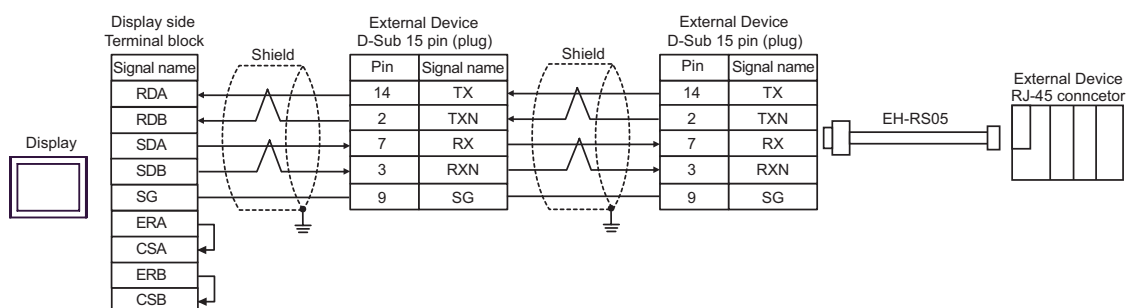 Display side
Terminal block
External Device
D-Sub 15 pin (plug)
External Device
D-Sub 15 pin (plug)
Shield
Shield
Signal name
Pin Signal name
Pin Signal name
External Device
RJ-45 conncetor
RDA 14 TX 14 TX
RDB 2 TXN 2 TXN
EH-RS05
Display
SDA 7 RX 7 RX
SDB 3 RXN 3 RXN
SG 9 SG 9 SG
ERA
CSA
ERB
CSB